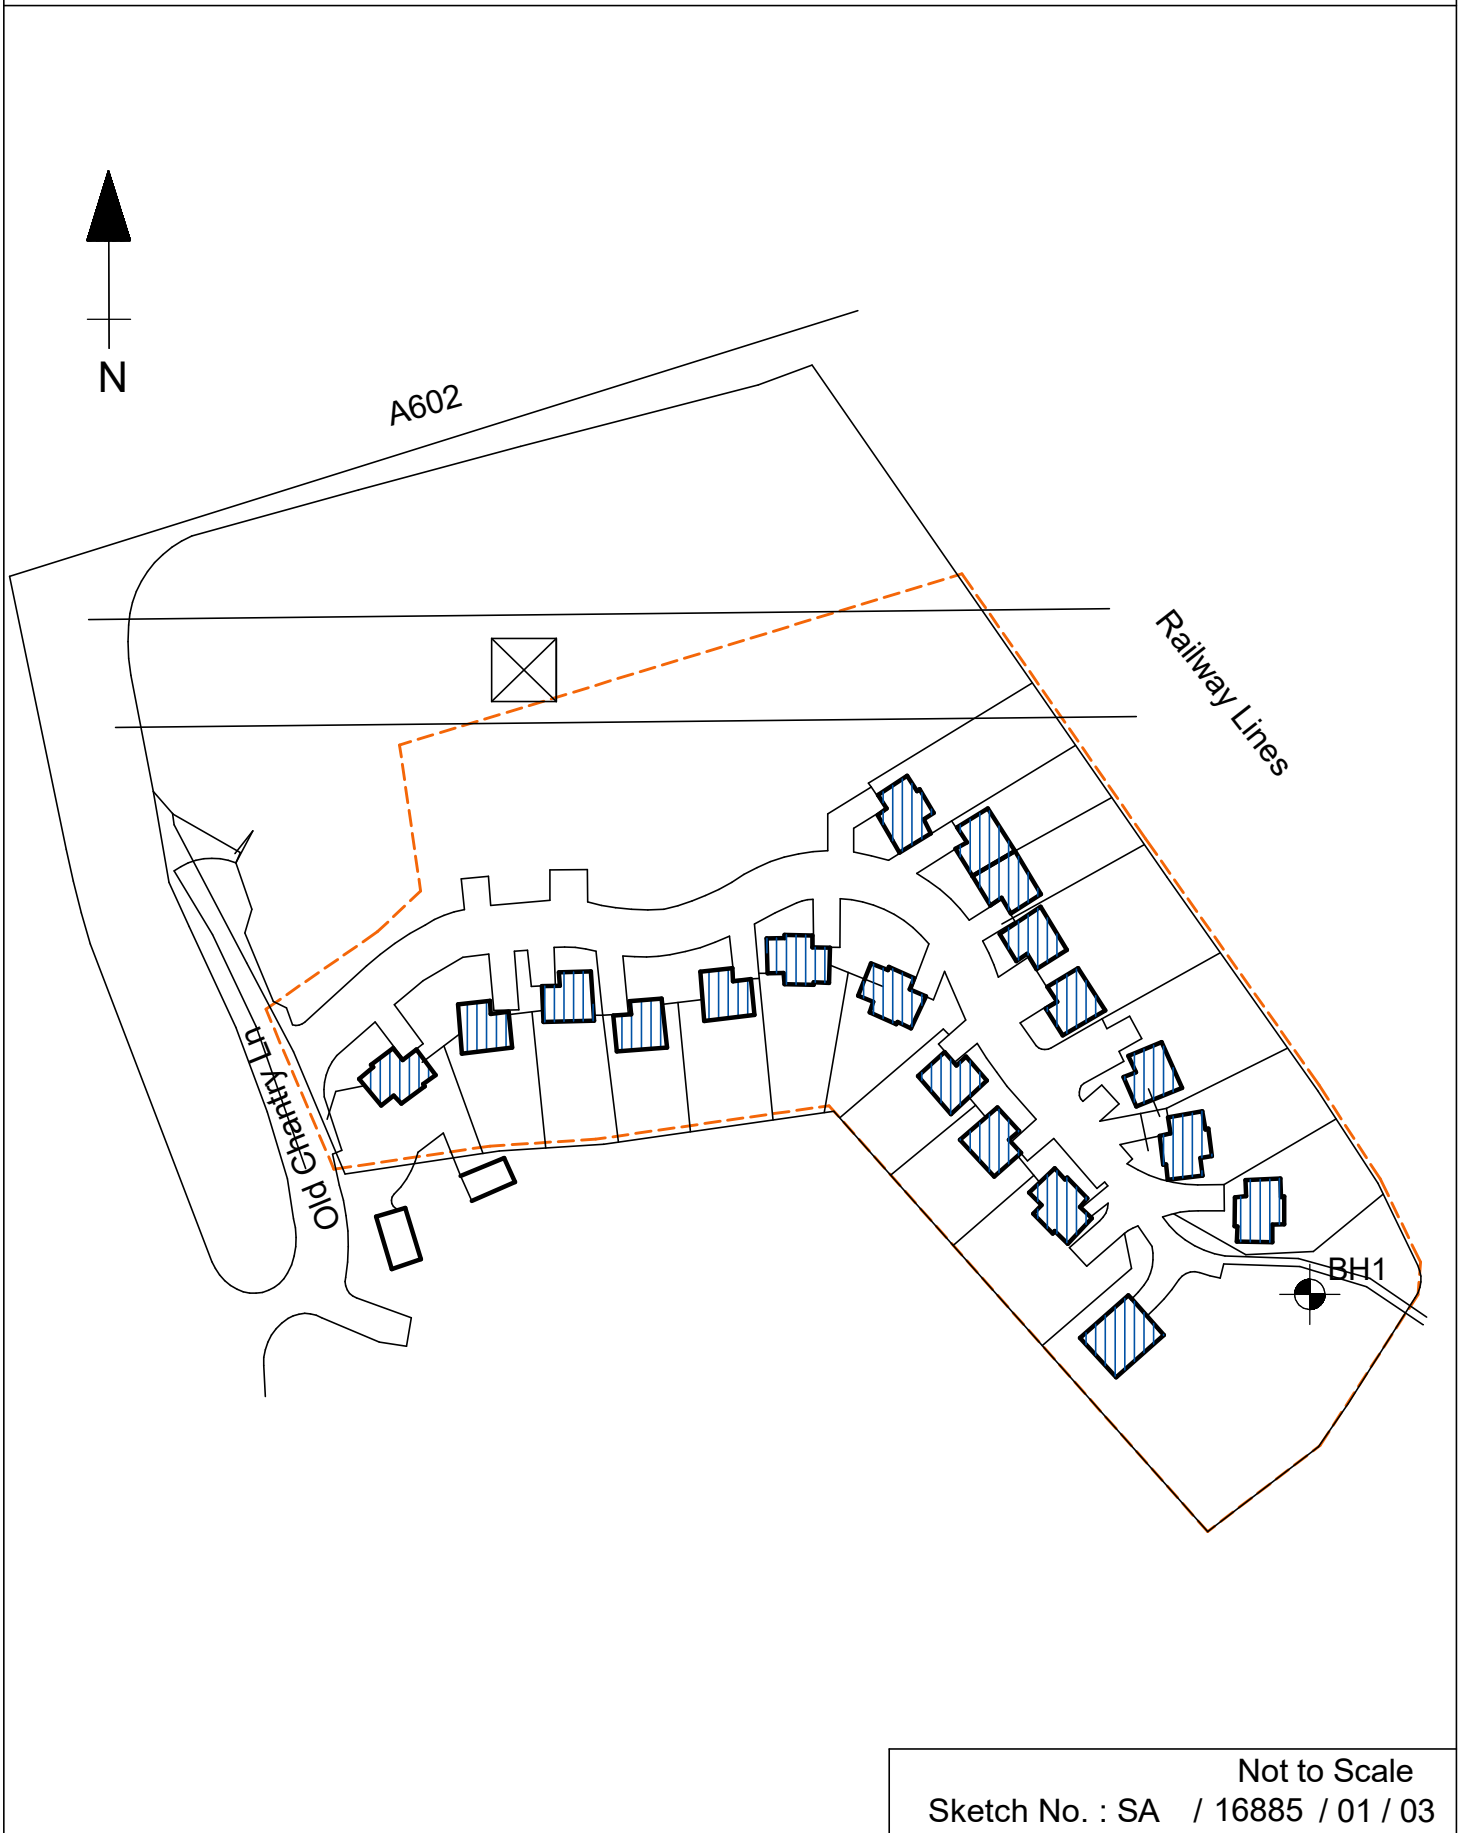 N
A602
Railway Lines
Old Chantry Ln
BH1
Not to Scale
Sketch No. : SA / 16885 / 01 / 03